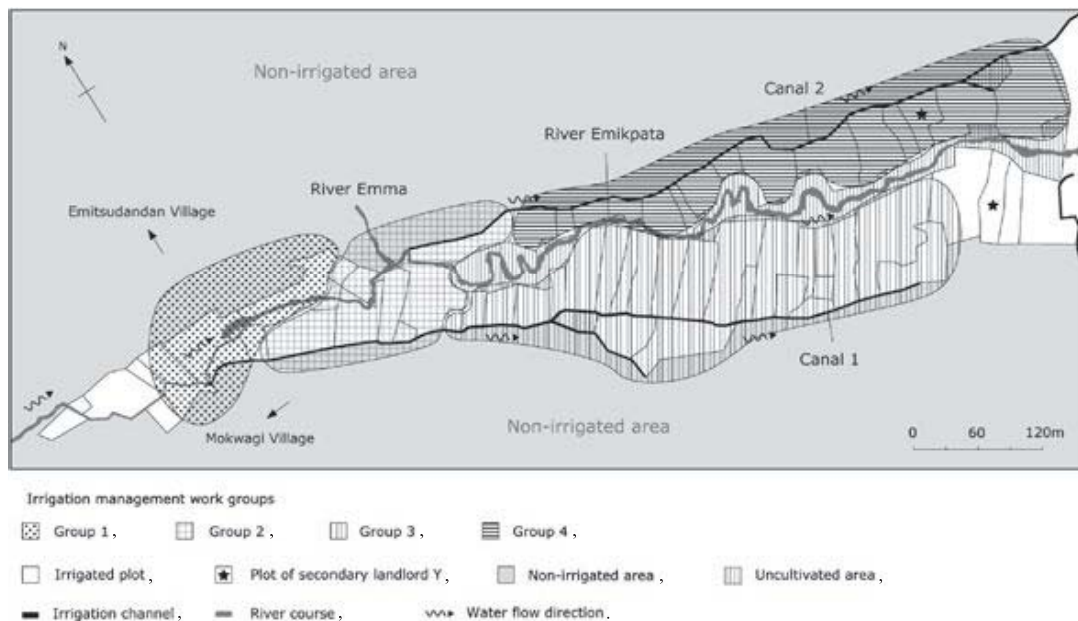 N
Non-irrigated area
Canal 2
River Emikpata
River Emma
Emitsudandan Village
Canal 1
Mokwagi Village
Non-irrigated area
0 60 120m
Irrigation management work groups
Group 1, Group 2, Group 3, Group 4,
Irrigated plot, Plot of secondary landlord Y, Non-irrigated area, Uncultivated area,
Irrigation channel, River course, Water flow direction.